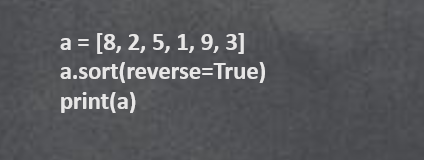 a = [8, 2, 5, 1, 9, 3]
a.sort(reverse=True)
print(a)